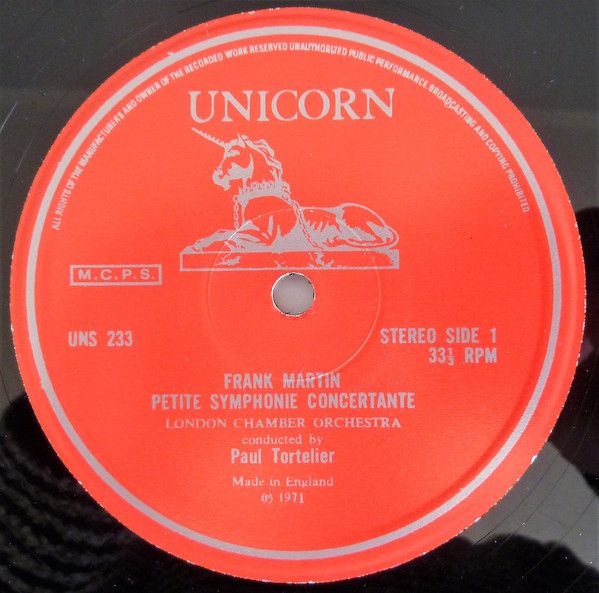 ALL RIGHTS OF THE MANUFACTURERS AND OWNER OF THE RECORDED WORK RESERVED UNAUTHORIZED PUBLIC PERFORMANCE BROADCASTING AND COPYING PROHIBITED
UNICORN
M.C.P.S.
UNS 233
STEREO SIDE 1
33⅓ RPM
FRANK MARTIN
PETITE SYMPHONIE CONCERTANTE
LONDON CHAMBER ORCHESTRA
conducted by
Paul Tortelier
Made in England
℗ 1971